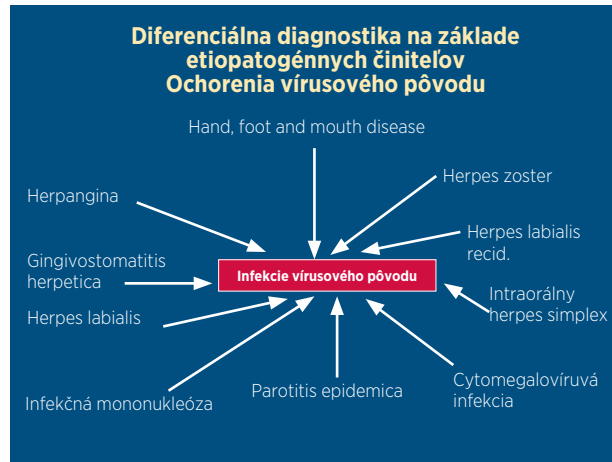 Diferenciálna diagnostika na základe
etiopatogénnych činiteľov
Ochorenia vírusového pôvodu
Hand, foot and mouth disease
Herpes zoster
Herpangina
Herpes labialis
recid.
Gingivostomatitis
herpetica
Infekcie vírusového pôvodu
Intraorálny
herpes simplex
Herpes labialis
Cytomegalovíruvá
infekcia
Parotitis epidemica
Infekčná mononukleóza